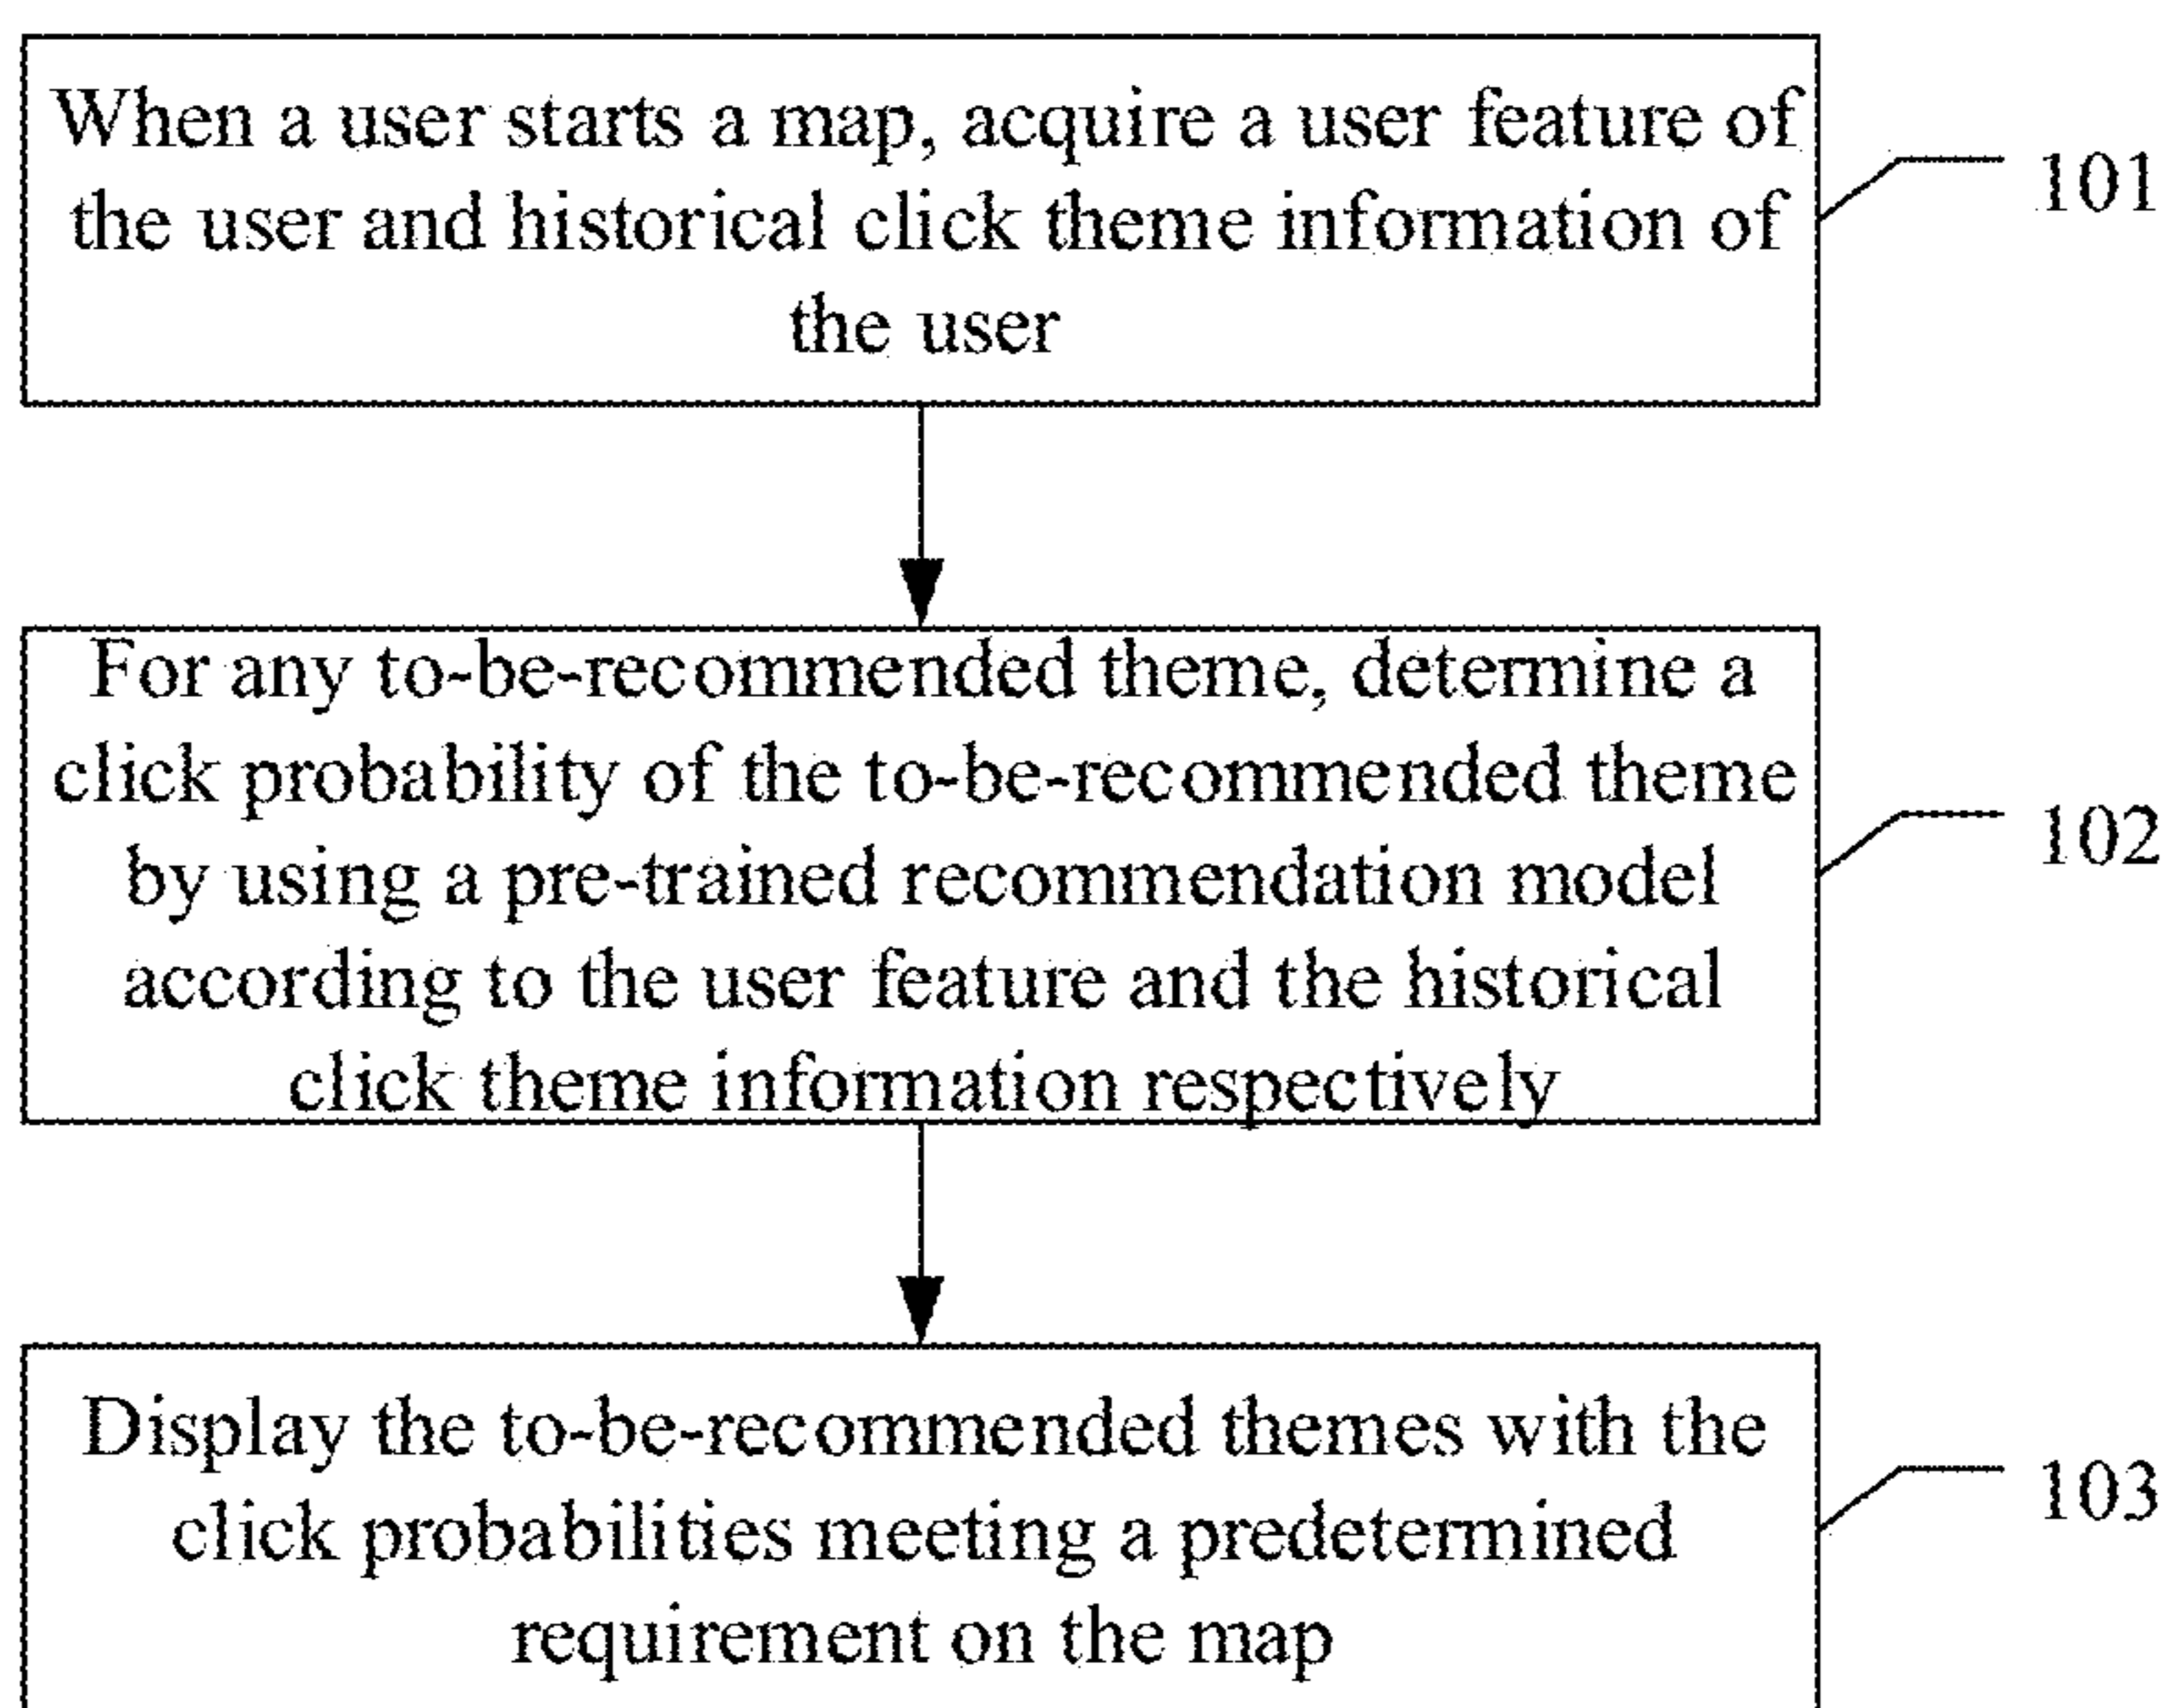 When a user starts a map, acquire a user feature of
the user and historical click theme information of
the user
101
For any to-be-recommended theme, determine a
click probability of the to-be-recommended theme
by using a pre-trained recommendation model
according to the user feature and the historical
click theme information respectively
102
Display the to-be-recommended themes with the
click probabilities meeting a predetermined
requirement on the map
103